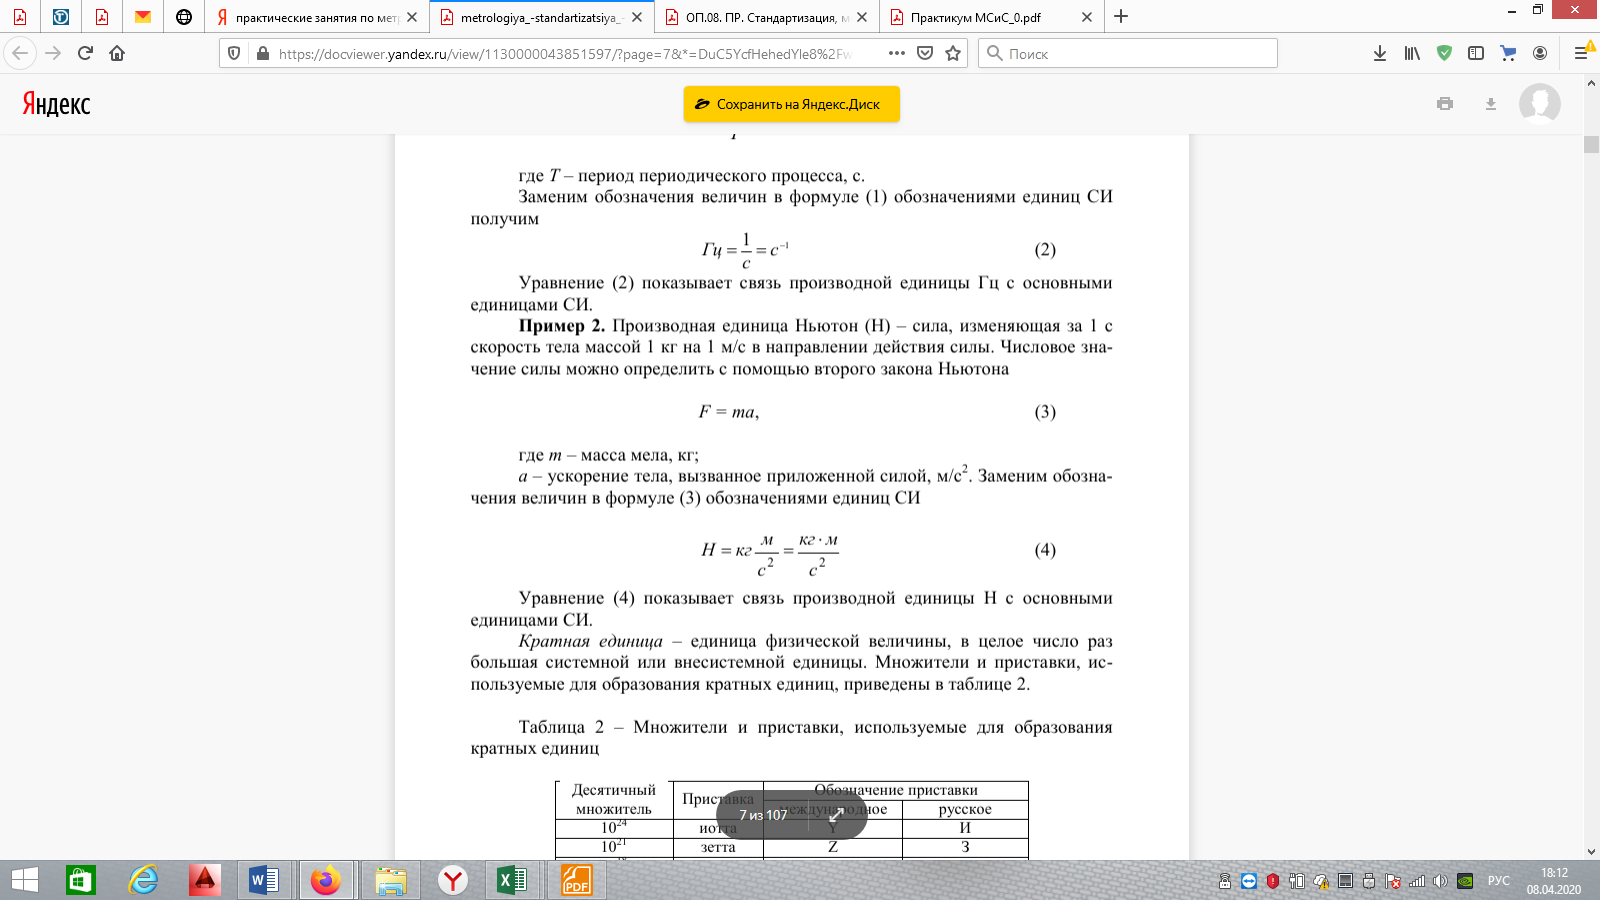 практические занятия по мет
metrologiya_-standartizatsiya_-
ОП.08. ПР. Стандартизация, м
Практикум МСиС_0.pdf
https://docviewer.yandex.ru/view/1130000043851597/?page=7&*=DuC5YcfHehedYle8%2Fw
Поиск
Яндекс
Сохранить на Яндекс.Диск
где T – период периодического процесса, с.
Заменим обозначения величин в формуле (1) обозначениями единиц СИ
получим
Гц = 1/с = с⁻¹ (2)
Уравнение (2) показывает связь производной единицы Гц с основными
единицами СИ.
Пример 2. Производная единица Ньютон (Н) – сила, изменяющая за 1 с
скорость тела массой 1 кг на 1 м/с в направлении действия силы. Числовое зна-
чение силы можно определить с помощью второго закона Ньютона
F = ma, (3)
где m – масса мела, кг;
a – ускорение тела, вызванное приложенной силой, м/с². Заменим обозна-
чения величин в формуле (3) обозначениями единиц СИ
Н = кг м/с² = кг · м/с² (4)
Уравнение (4) показывает связь производной единицы Н с основными
единицами СИ.
Кратная единица – единица физической величины, в целое число раз
большая системной или внесистемной единицы. Множители и приставки, ис-
пользуемые для образования кратных единиц, приведены в таблице 2.
Таблица 2 – Множители и приставки, используемые для образования
кратных единиц
Десятичный множитель Приставка Обозначение приставки
международное русское
10²⁴ иотта Y И
10²¹ зетта Z З
7 из 107
PDF
РУС
18:12
08.04.2020